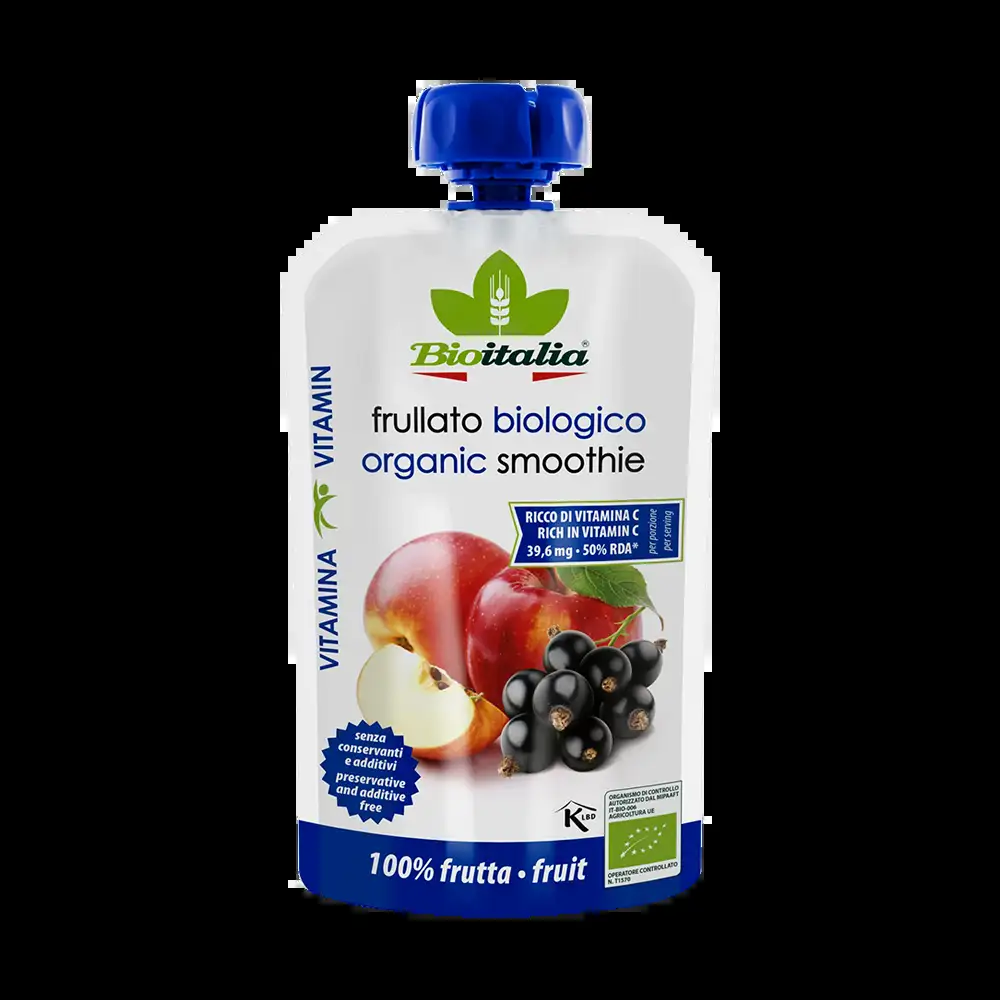 Bioitalia®
frullato biologico
organic smoothie
VITAMINA VITAMIN
RICCO DI VITAMINA C
RICH IN VITAMIN C
39,6 mg • 50% RDA*
per porzione
per serving
senza
conservanti
e additivi
preservative
and additive
free
K LBD
ORGANISMO DI CONTROLLO
AUTORIZZATO DAL MIPAAFT
IT-BIO-006
AGRICOLTURA UE
OPERATORE CONTROLLATO
N. T1570
100% frutta • fruit